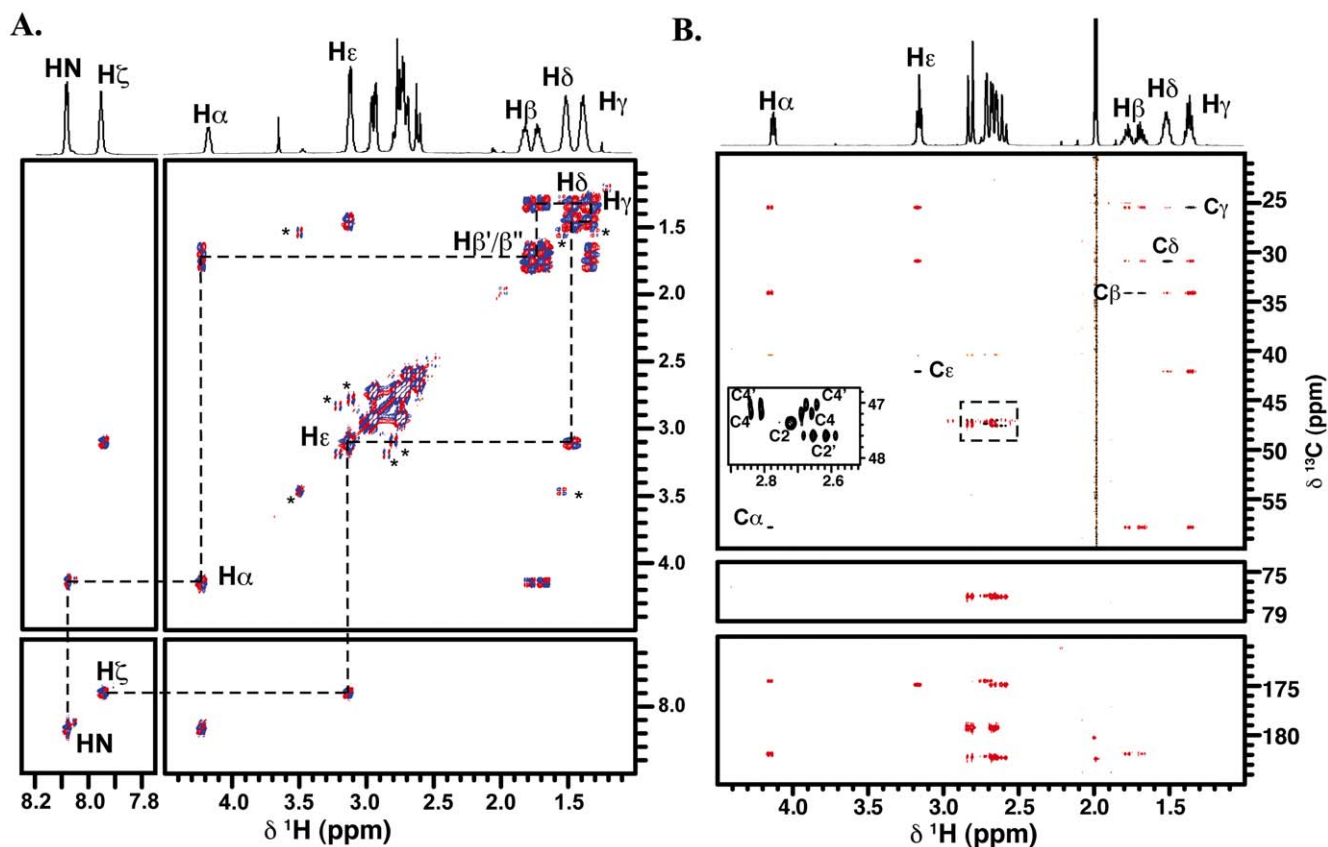 A.
HN
Hζ
Hα
Hε
Hβ
Hδ
Hγ
Hδ
Hγ
*
*
*
Hβ'/β"
*
*
Hε
*
*
*
*
Hα
Hζ
HN
1.5
2.0
2.5
3.0
3.5
4.0
8.0
8.2 8.0 7.8 4.0 3.5 3.0 2.5 2.0 1.5
δ ¹H (ppm)
B.
Hα
Hε
Hβ
Hδ
Hγ
Cγ
Cδ
Cβ
Cε
C4' C4'
C4 C4
C2
C2'
47
48
2.8 2.6
Cα
25
30
35
40
45
50
55
75
79
175
180
δ ¹³C (ppm)
4.0 3.5 3.0 2.5 2.0 1.5
δ ¹H (ppm)